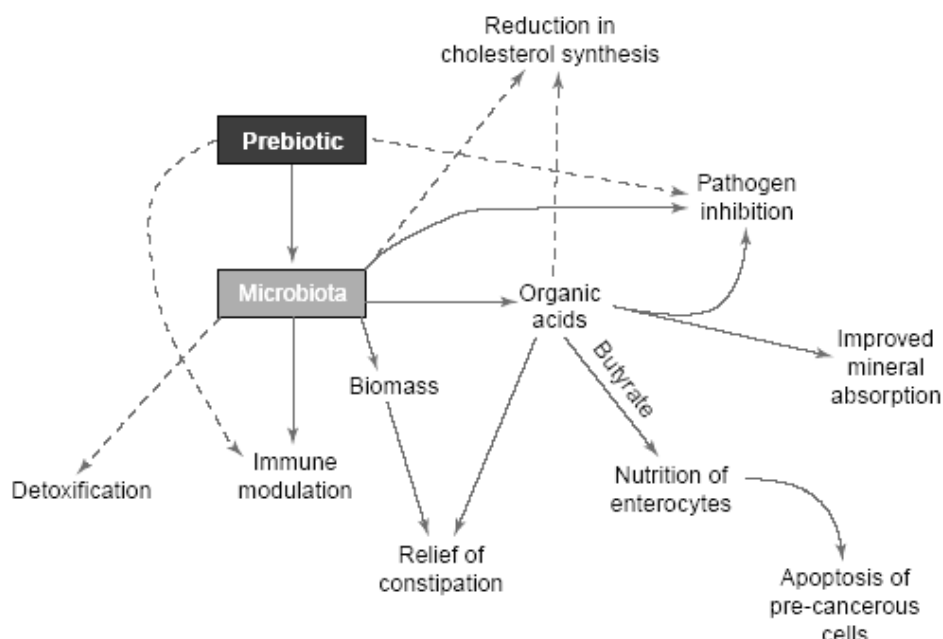 Reduction in
cholesterol synthesis
Prebiotic
Pathogen
inhibition
Microbiota
Organic
acids
Improved
mineral
absorption
Butyrate
Biomass
Immune
modulation
Detoxification
Nutrition of
enterocytes
Relief of
constipation
Apoptosis of
pre-cancerous
cells